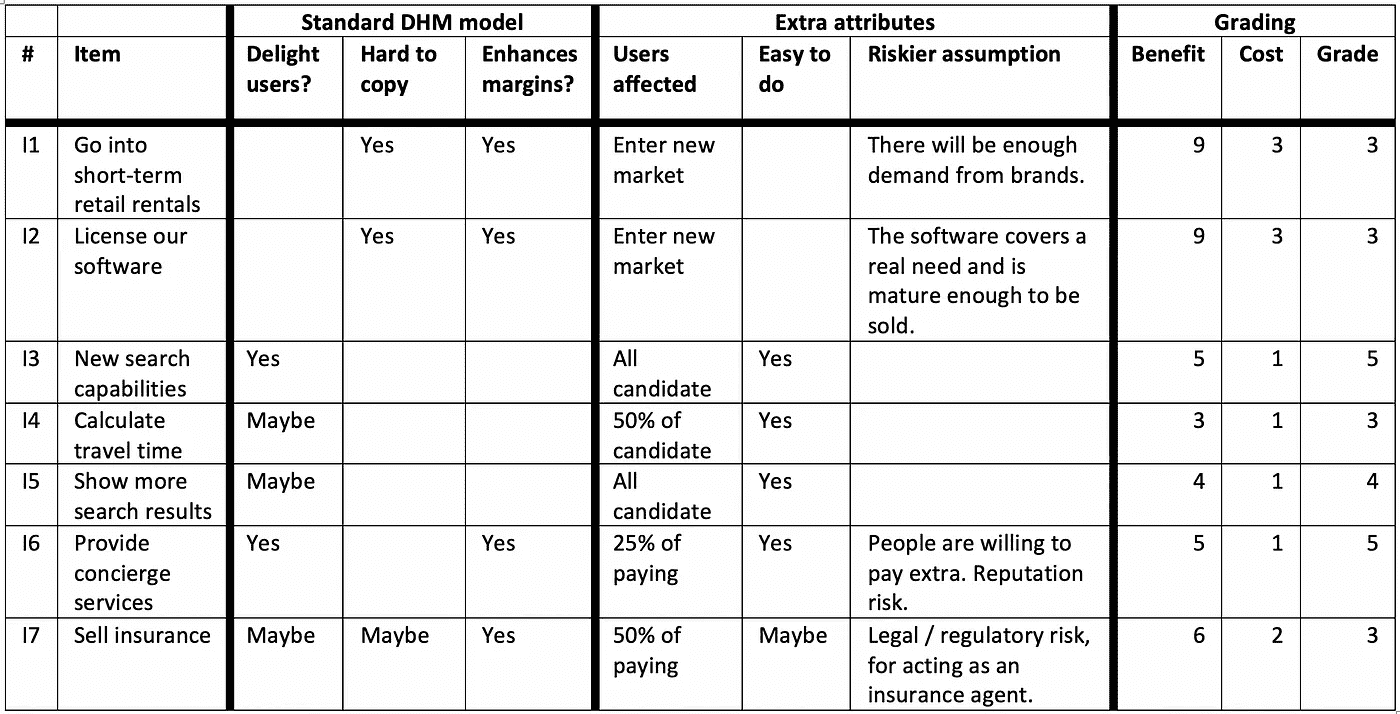 Standard DHM model Extra attributes Grading
# Item Delight users? Hard to copy Enhances margins? Users affected Easy to do Riskier assumption Benefit Cost Grade
I1 Go into short-term retail rentals Yes Yes Enter new market There will be enough demand from brands. 9 3 3
I2 License our software Yes Yes Enter new market The software covers a real need and is mature enough to be sold. 9 3 3
I3 New search capabilities Yes All candidate Yes 5 1 5
I4 Calculate travel time Maybe 50% of candidate Yes 3 1 3
I5 Show more search results Maybe All candidate Yes 4 1 4
I6 Provide concierge services Yes Yes 25% of paying Yes People are willing to pay extra. Reputation risk. 5 1 5
I7 Sell insurance Maybe Maybe Yes 50% of paying Maybe Legal / regulatory risk, for acting as an insurance agent. 6 2 3